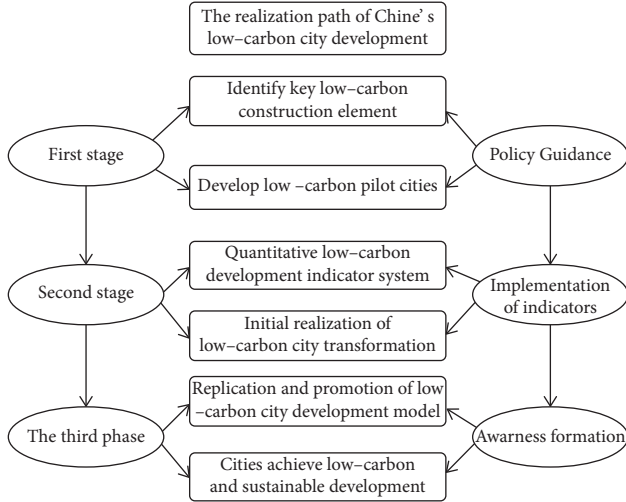 The realization path of Chine' s
low–carbon city development
Identify key low–carbon
construction element
First stage
Policy Guidance
Develop low –carbon pilot cities
Quantitative low–carbon
development indicator system
Second stage
Implementation
of indicators
Initial realization of
low–carbon city transformation
Replication and promotion of low
–carbon city development model
The third phase
Awarness formation
Cities achieve low–carbon
and sustainable development